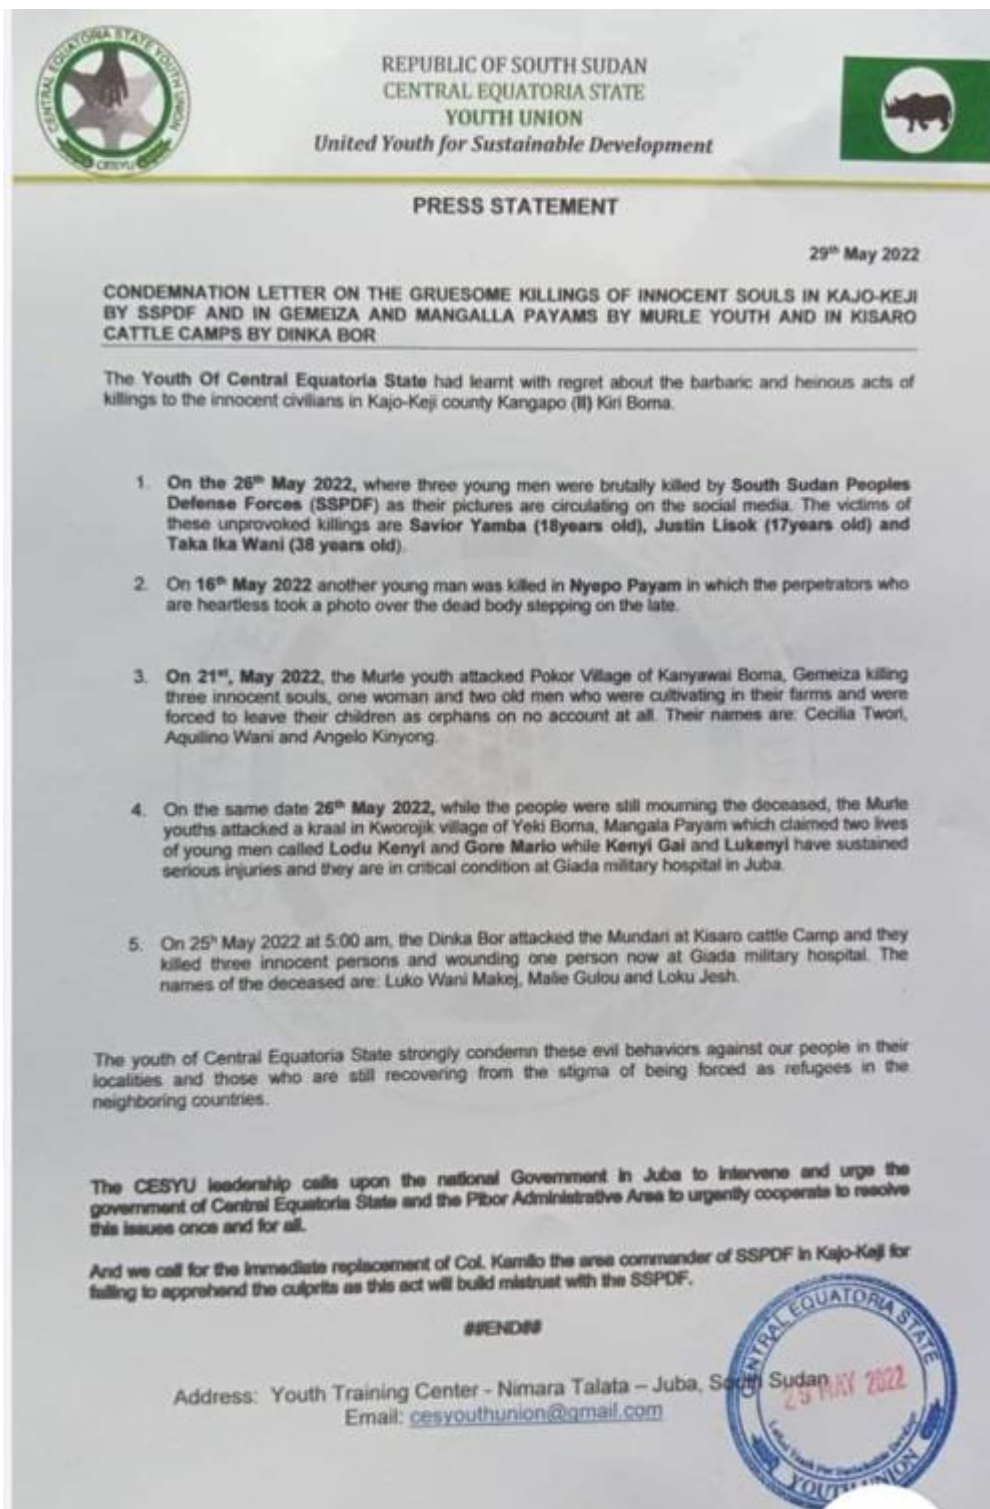 CENTRAL EQUATORIA STATE YOUTH UNION
CESYU
REPUBLIC OF SOUTH SUDAN
CENTRAL EQUATORIA STATE
YOUTH UNION
United Youth for Sustainable Development
PRESS STATEMENT
29th May 2022
CONDEMNATION LETTER ON THE GRUESOME KILLINGS OF INNOCENT SOULS IN KAJO-KEJI
BY SSPDF AND IN GEMEIZA AND MANGALLA PAYAMS BY MURLE YOUTH AND IN KISARO
CATTLE CAMPS BY DINKA BOR
The Youth Of Central Equatoria State had learnt with regret about the barbaric and heinous acts of
killings to the innocent civilians in Kajo-Keji county Kangapo (II) Kiri Boma.
1. On the 26th May 2022, where three young men were brutally killed by South Sudan Peoples
Defense Forces (SSPDF) as their pictures are circulating on the social media. The victims of
these unprovoked killings are Savior Yamba (18years old), Justin Lisok (17years old) and
Taka Ika Wani (38 years old).
2. On 16th May 2022 another young man was killed in Nyepo Payam in which the perpetrators who
are heartless took a photo over the dead body stepping on the late.
3. On 21st, May 2022, the Murle youth attacked Pokor Village of Kanyawai Boma, Gemeiza killing
three innocent souls, one woman and two old men who were cultivating in their farms and were
forced to leave their children as orphans on no account at all. Their names are: Cecilia Twori,
Aquilino Wani and Angelo Kinyong.
4. On the same date 26th May 2022, while the people were still mourning the deceased, the Murle
youths attacked a kraal in Kworojik village of Yeki Boma, Mangala Payam which claimed two lives
of young men called Lodu Kenyi and Gore Mario while Kenyi Gai and Lukenyi have sustained
serious injuries and they are in critical condition at Giada military hospital in Juba.
5. On 25h May 2022 at 5:00 am, the Dinka Bor attacked the Mundari at Kisaro cattle Camp and they
killed three innocent persons and wounding one person now at Giada military hospital. The
names of the deceased are: Luko Wani Makej, Malie Gulou and Loku Jesh.
The youth of Central Equatoria State strongly condemn these evil behaviors against our people in their
localities and those who are still recovering from the stigma of being forced as refugees in the
neighboring countries.
The CESYU leadership calls upon the national Government in Juba to intervene and urge the
government of Central Equatoria State and the Pibor Administrative Area to urgently cooperate to resolve
this issues once and for all.
And we call for the immediate replacement of Col. Kamilo the area commander of SSPDF in Kajo-Keji for
failing to apprehend the culprits as this act will build mistrust with the SSPDF.
##END##
Address: Youth Training Center - Nimara Talata – Juba, South Sudan
Email: cesyouthunion@gmail.com
CENTRAL EQUATORIA STATE
MAY 2022
YOUTH UNION